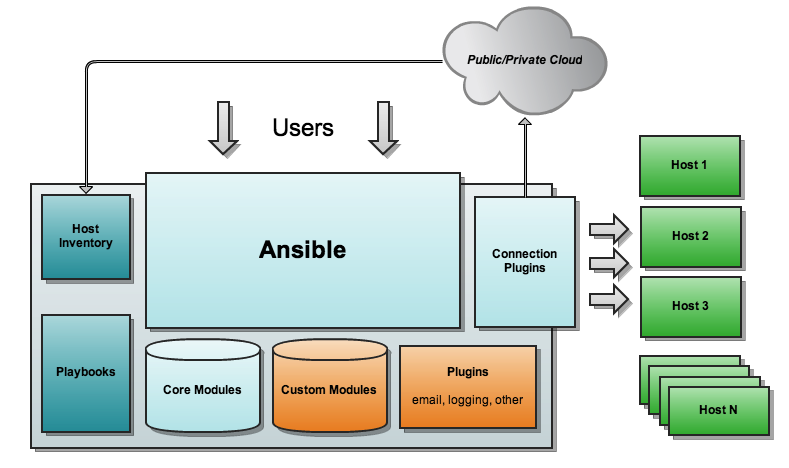 Public/Private Cloud
Users
Host 1
Host
Inventory
Ansible
Connection
Plugins
Host 2
Host 3
Playbooks
Core Modules
Custom Modules
Plugins
email, logging, other
Host N